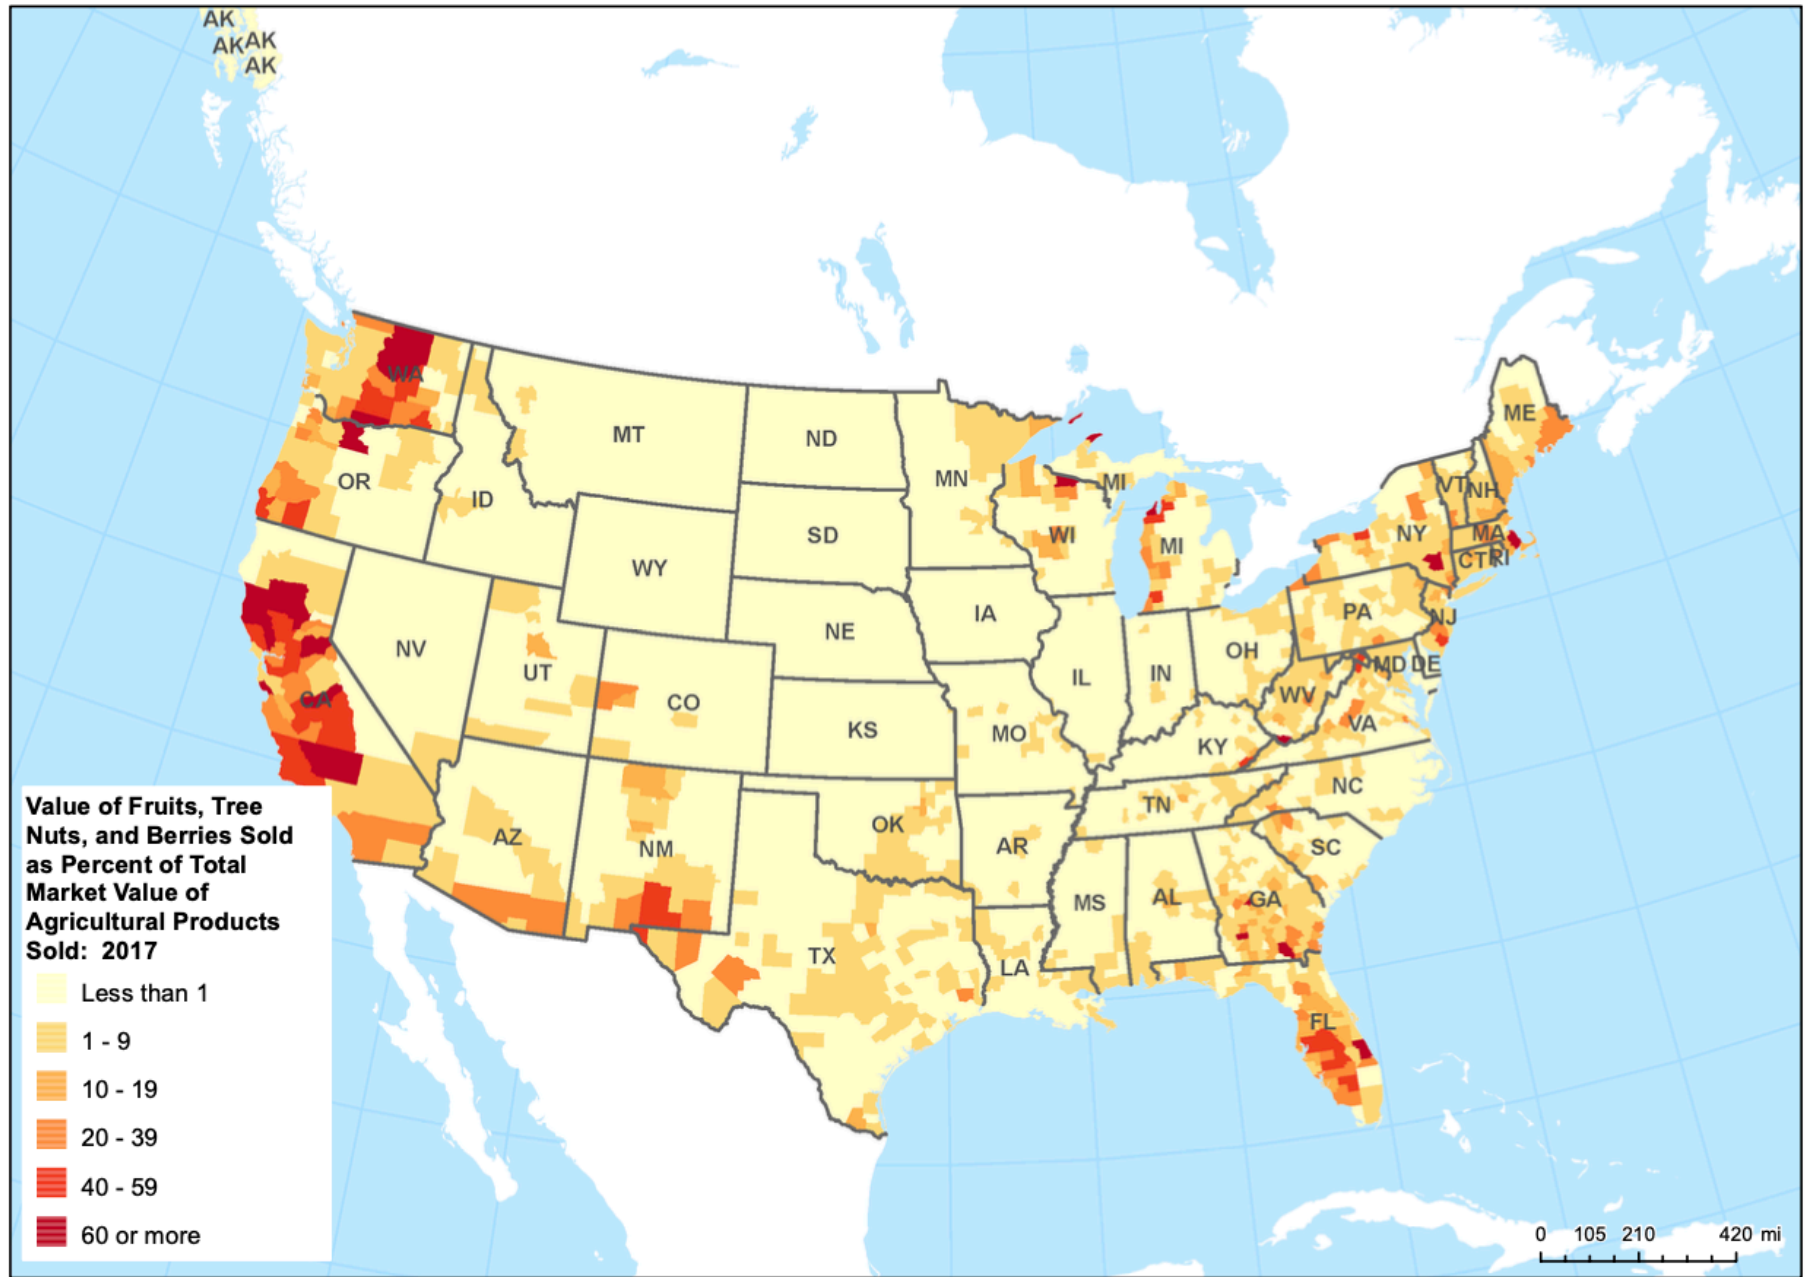 AK
AK
AK
AK
WA
MT
ND
MN
MI
ME
VT
NH
OR
ID
SD
WI
MI
NY
MA
CT
RI
WY
IA
PA
NJ
NE
NV
UT
CO
IL
IN
OH
MD
DE
WV
CA
KS
MO
KY
VA
AZ
NM
OK
AR
TN
NC
SC
MS
AL
GA
TX
LA
FL
Value of Fruits, Tree
Nuts, and Berries Sold
as Percent of Total
Market Value of
Agricultural Products
Sold: 2017
Less than 1
1 - 9
10 - 19
20 - 39
40 - 59
60 or more
0 105 210 420 mi